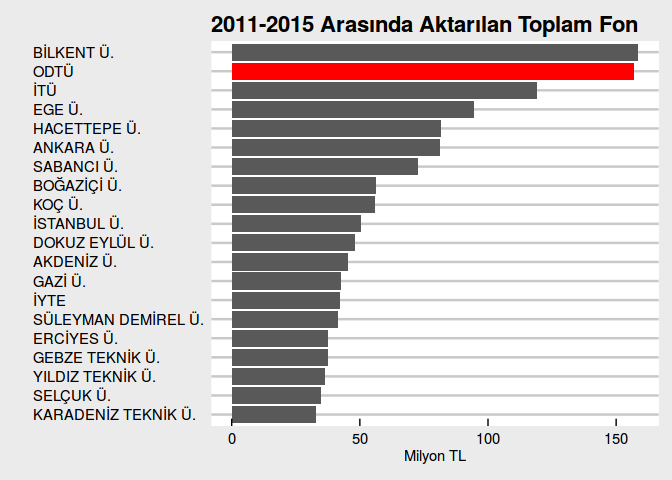 2011-2015 Arasında Aktarılan Toplam Fon
BİLKENT Ü.
ODTÜ
İTÜ
EGE Ü.
HACETTEPE Ü.
ANKARA Ü.
SABANCI Ü.
BOĞAZİÇİ Ü.
KOÇ Ü.
İSTANBUL Ü.
DOKUZ EYLÜL Ü.
AKDENİZ Ü.
GAZİ Ü.
İYTE
SÜLEYMAN DEMİREL Ü.
ERCİYES Ü.
GEBZE TEKNİK Ü.
YILDIZ TEKNİK Ü.
SELÇUK Ü.
KARADENİZ TEKNİK Ü.
0 50 100 150
Milyon TL